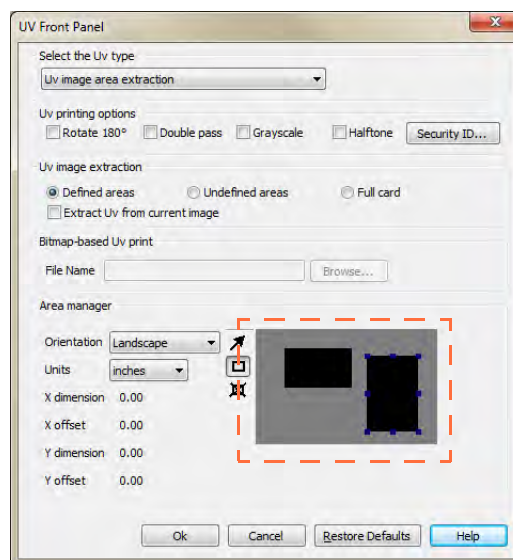 UV Front Panel
Select the Uv type
Uv image area extraction
Uv printing options
Rotate 180° Double pass Grayscale Halftone Security ID...
Uv image extraction
Defined areas Undefined areas Full card
Extract Uv from current image
Bitmap-based Uv print
File Name Browse...
Area manager
Orientation Landscape
Units inches
X dimension 0.00
X offset 0.00
Y dimension 0.00
Y offset 0.00
Ok Cancel Restore Defaults Help